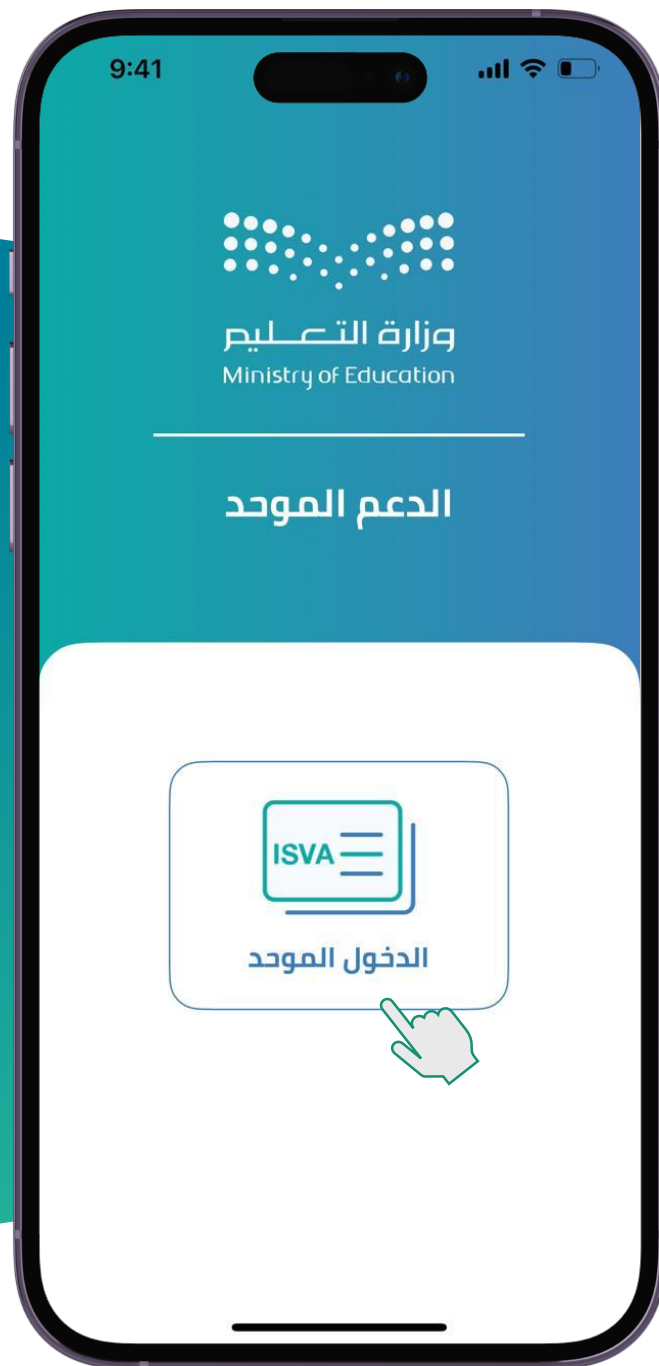 9:41
وزارة التعليم
Ministry of Education
الدعم الموحد
ISVA
الدخول الموحد